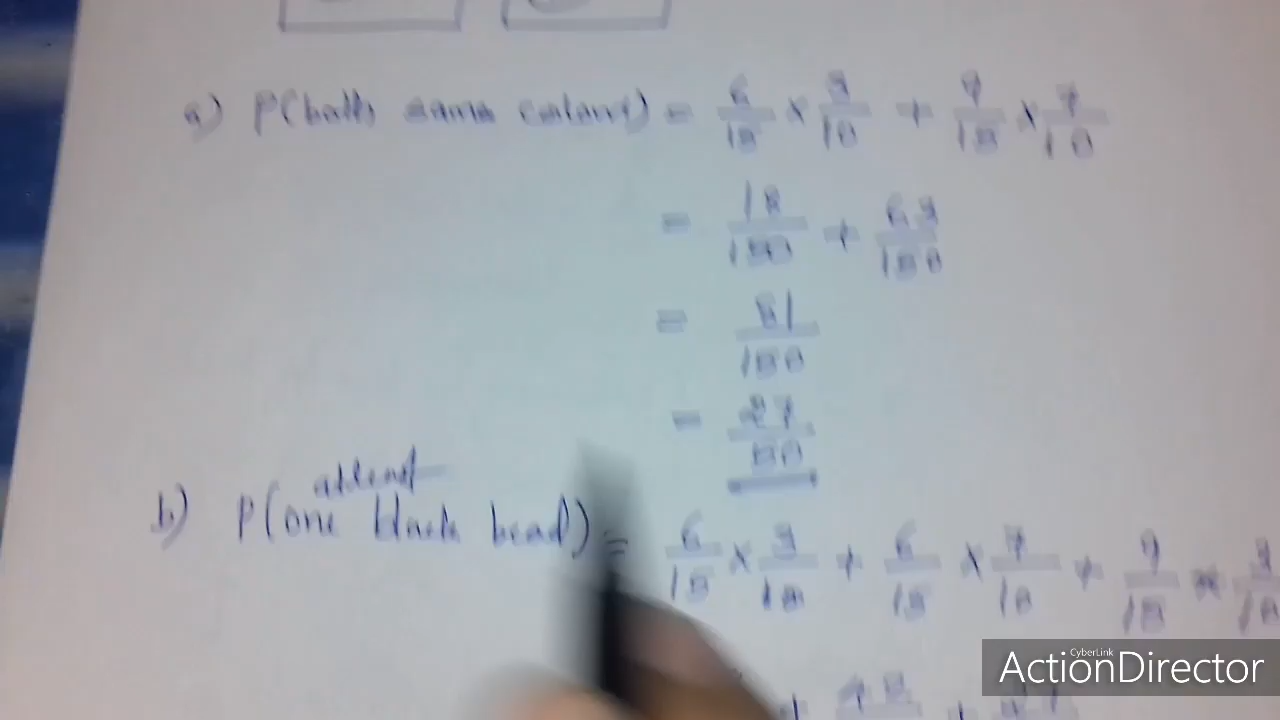 a) P(both same colour) = 6/15 × 3/10 + 9/15 × 7/10
= 18/150 + 63/150
= 81/150
= 27/50
atleast
b) P(one black bead) = 6/15 × 3/10 + 6/15 × 7/10 + 9/15 × 3/10
CyberLink
ActionDirector